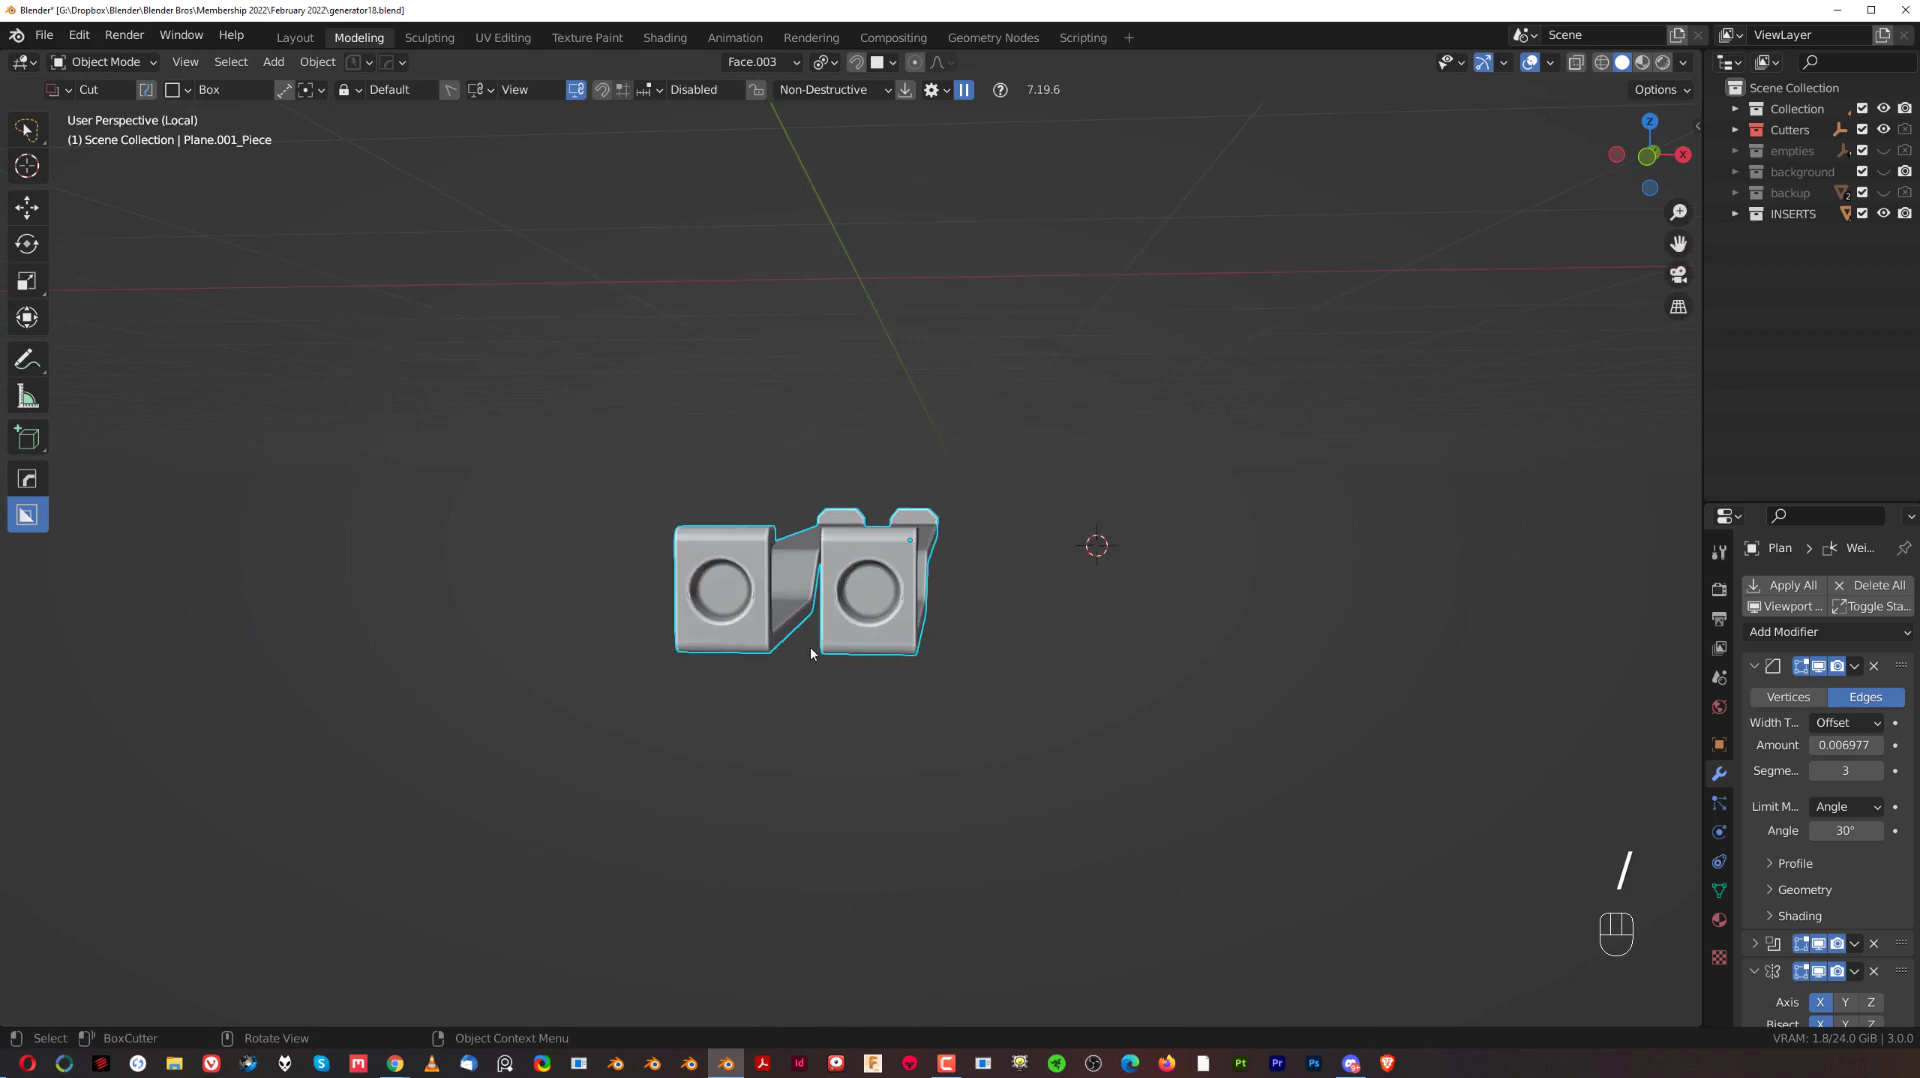 Blender* [G:\Dropbox\Blender\Blender Bros\Membership 2022\February 2022\generator18.blend]
File Edit Render Window Help
Layout Modeling Sculpting UV Editing Texture Paint Shading Animation Rendering Compositing Geometry Nodes Scripting +
Scene
ViewLayer
Object Mode View Select Add Object
Face.003
Cut Box Default View Disabled Non-Destructive 7.19.6
Options
User Perspective (Local)
(1) Scene Collection | Plane.001_Piece
Z
X
Scene Collection
Collection
Cutters
empties
background
backup
2
INSERTS
Plan > Wei...
Apply All Delete All
Viewport ... Toggle Sta...
Add Modifier
Vertices Edges
Width T... Offset
Amount 0.006977
Segme... 3
Limit M... Angle
Angle 30°
Profile
Geometry
Shading
Axis X Y Z
Bisect X Y Z
/
Select BoxCutter Rotate View Object Context Menu
VRAM: 1.8/24.0 GiB | 3.0.0
Id
Pt
Pr
Ps